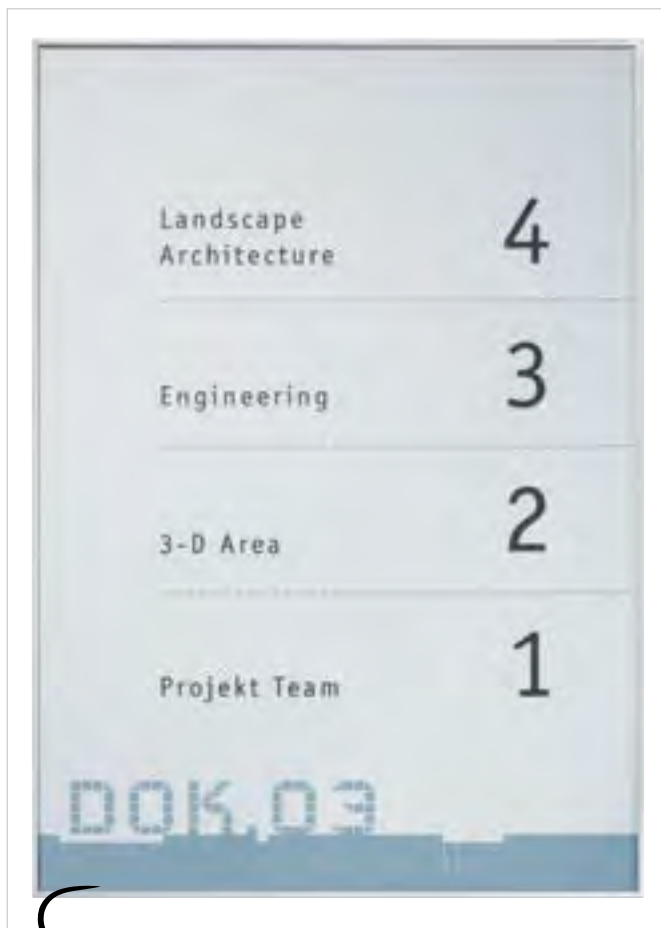 Landscape
Architecture
4
Engineering
3
3-D Area
2
Projekt Team
1
DOK.03